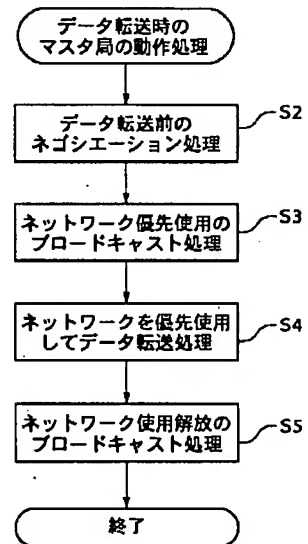 データ転送時の
マスタ局の動作処理
データ転送前の
ネゴシエーション処理
S2
ネットワーク優先使用の
ブロードキャスト処理
S3
ネットワークを優先使用
してデータ転送処理
S4
ネットワーク使用解放の
ブロードキャスト処理
S5
終了